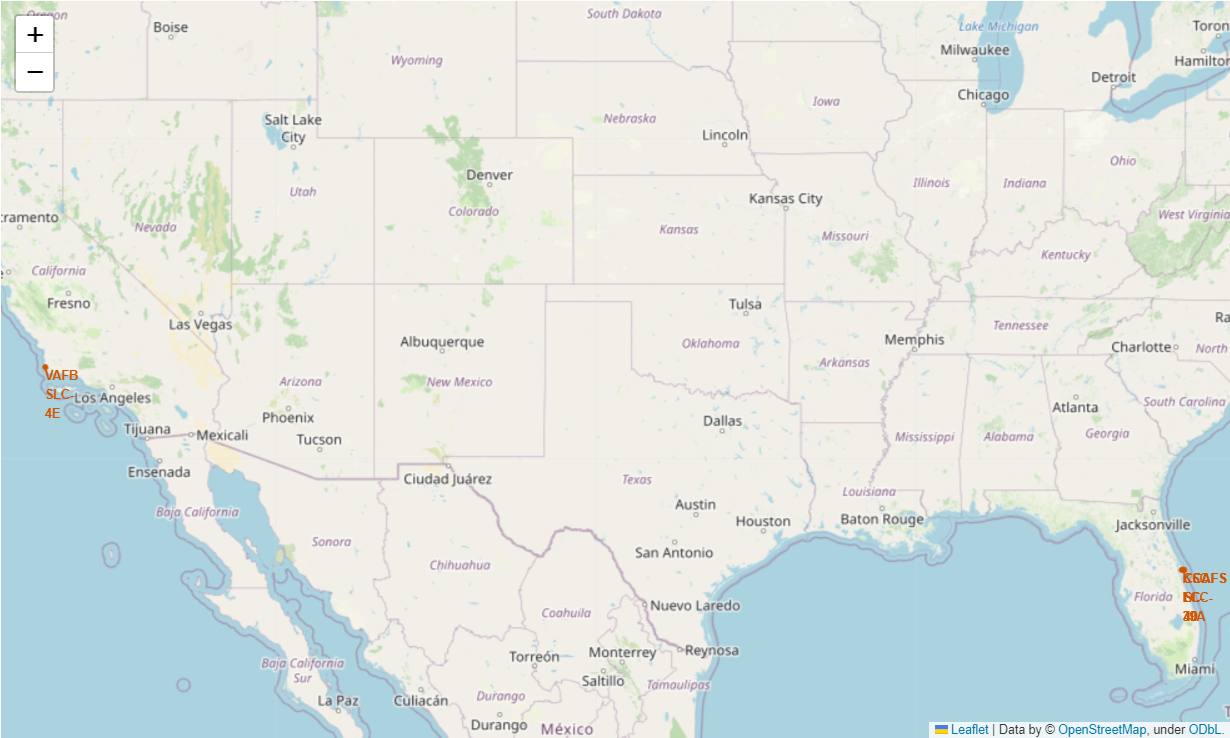 Oregon
+
−
Boise
South Dakota
Lake Michigan
Toron
Milwaukee
Hamilton
Wyoming
Detroit
Chicago
Iowa
Nebraska
Salt Lake
City
Lincoln
Ohio
Denver
Utah
Illinois
Indiana
Kansas City
Colorado
West Virginia
cramento
Nevada
Kansas
Missouri
Kentucky
California
Fresno
Tulsa
Las Vegas
Ra
Tennessee
Albuquerque
Oklahoma
Memphis
Charlotte
North
Arkansas
VAFB
SLC-
4E
Arizona
New Mexico
Los Angeles
South Carolina
Atlanta
Phoenix
Dallas
Tijuana
Mexicali
Tucson
Mississippi
Alabama
Georgia
Ensenada
Ciudad Juárez
Texas
Louisiana
Austin
Baja California
Houston
Baton Rouge
Jacksonville
Sonora
San Antonio
Chihuahua
Florida
Nuevo Laredo
Coahuila
Reynosa
Monterrey
Torreón
Baja California
Sur
Miami
Saltillo
Tamaulipas
La Paz
Culiacán
Durango
Durango
México
Leaflet | Data by © OpenStreetMap, under ODbL.